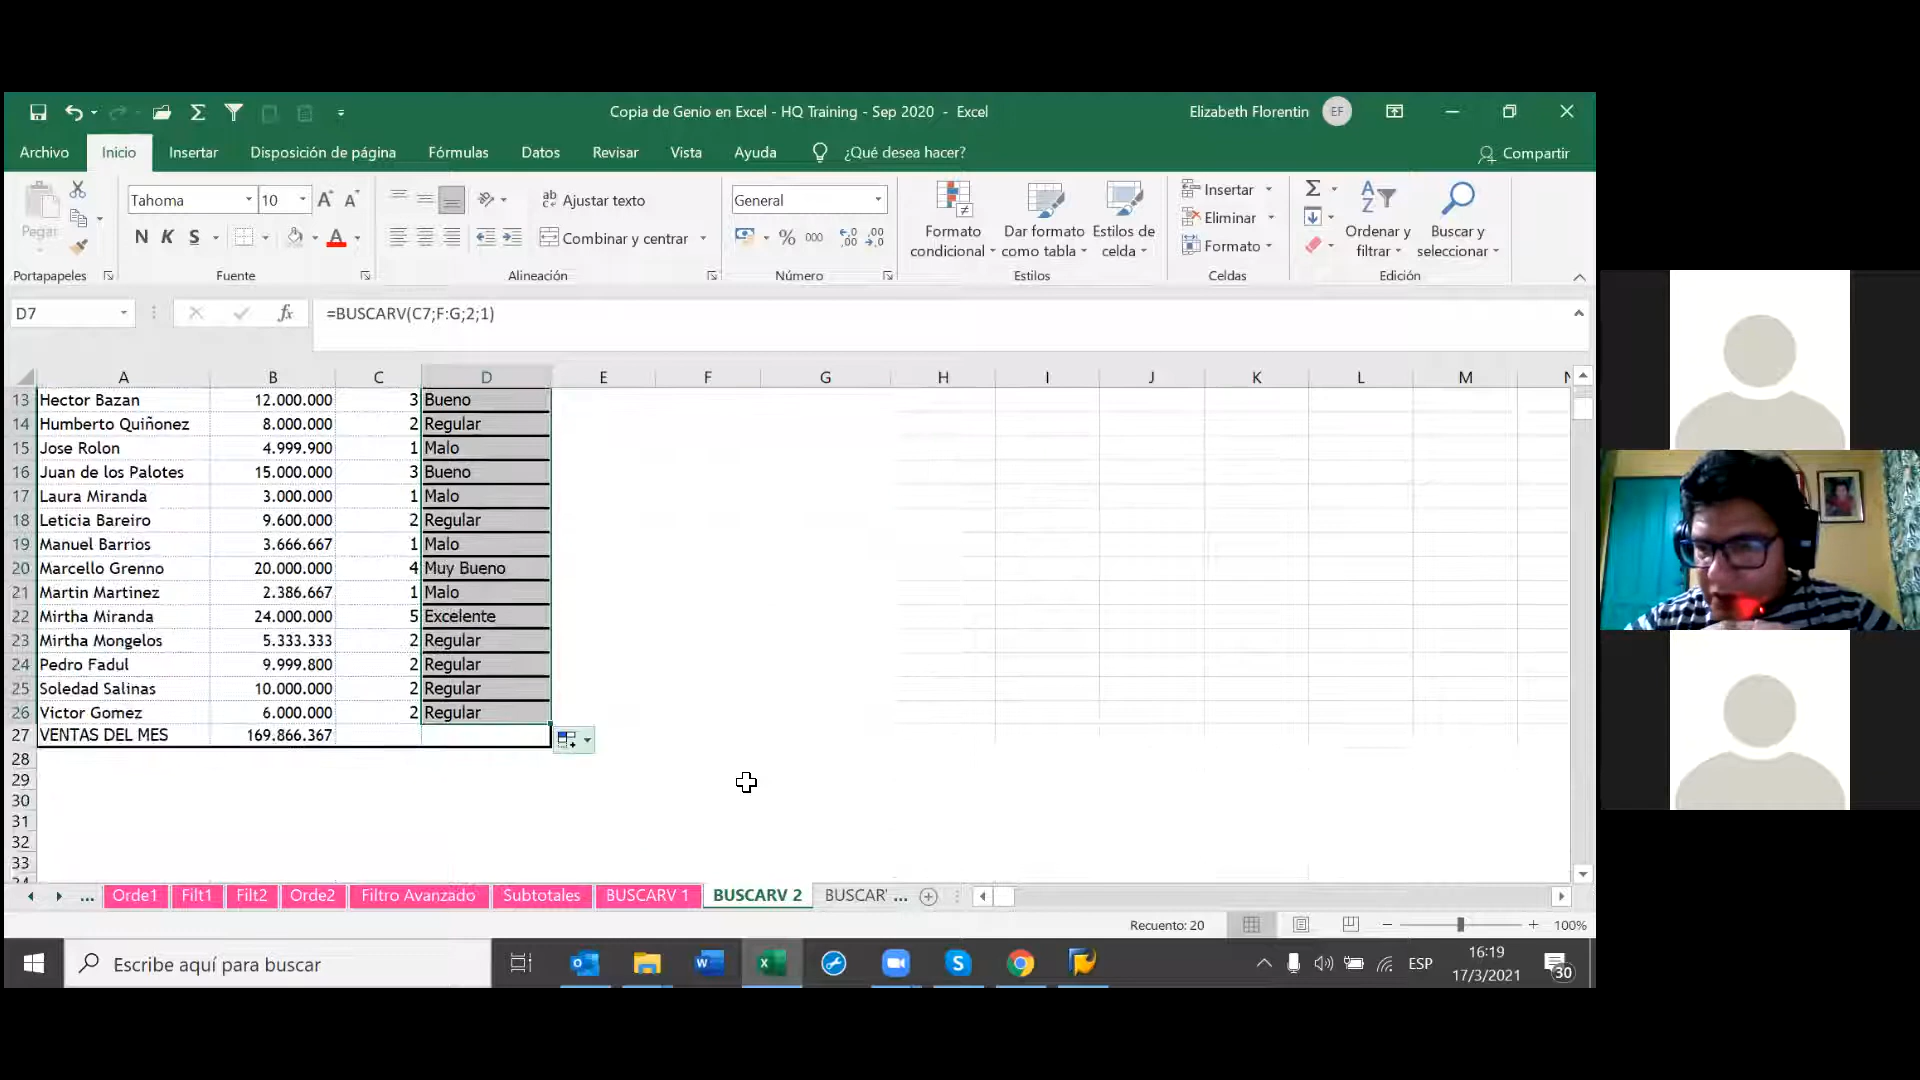 Copia de Genio en Excel - HQ Training - Sep 2020 - Excel
Elizabeth Florentin
EF
Archivo Inicio Insertar Disposición de página Fórmulas Datos Revisar Vista Ayuda ¿Qué desea hacer? Compartir
Pegar
Portapapeles
Tahoma 10
N K S
Fuente
Ajustar texto
Combinar y centrar
Alineación
General
% 000
Número
Formato condicional
Dar formato como tabla
Estilos de celda
Estilos
Insertar
Eliminar
Formato
Celdas
Ordenar y filtrar
Buscar y seleccionar
Edición
D7 fx =BUSCARV(C7;F:G;2;1)
A B C D E F G H I J K L M N
13 Hector Bazan 12.000.000 3 Bueno
14 Humberto Quiñonez 8.000.000 2 Regular
15 Jose Rolon 4.999.900 1 Malo
16 Juan de los Palotes 15.000.000 3 Bueno
17 Laura Miranda 3.000.000 1 Malo
18 Leticia Bareiro 9.600.000 2 Regular
19 Manuel Barrios 3.666.667 1 Malo
20 Marcello Grenno 20.000.000 4 Muy Bueno
21 Martin Martinez 2.386.667 1 Malo
22 Mirtha Miranda 24.000.000 5 Excelente
23 Mirtha Mongelos 5.333.333 2 Regular
24 Pedro Fadul 9.999.800 2 Regular
25 Soledad Salinas 10.000.000 2 Regular
26 Victor Gomez 6.000.000 2 Regular
27 VENTAS DEL MES 169.866.367
28
29
30
31
32
33
... Orde1 Filt1 Filt2 Orde2 Filtro Avanzado Subtotales BUSCARV 1 BUSCARV 2 BUSCAR' ...
Recuento: 20 100%
Escribe aquí para buscar
ESP
16:19
17/3/2021
30